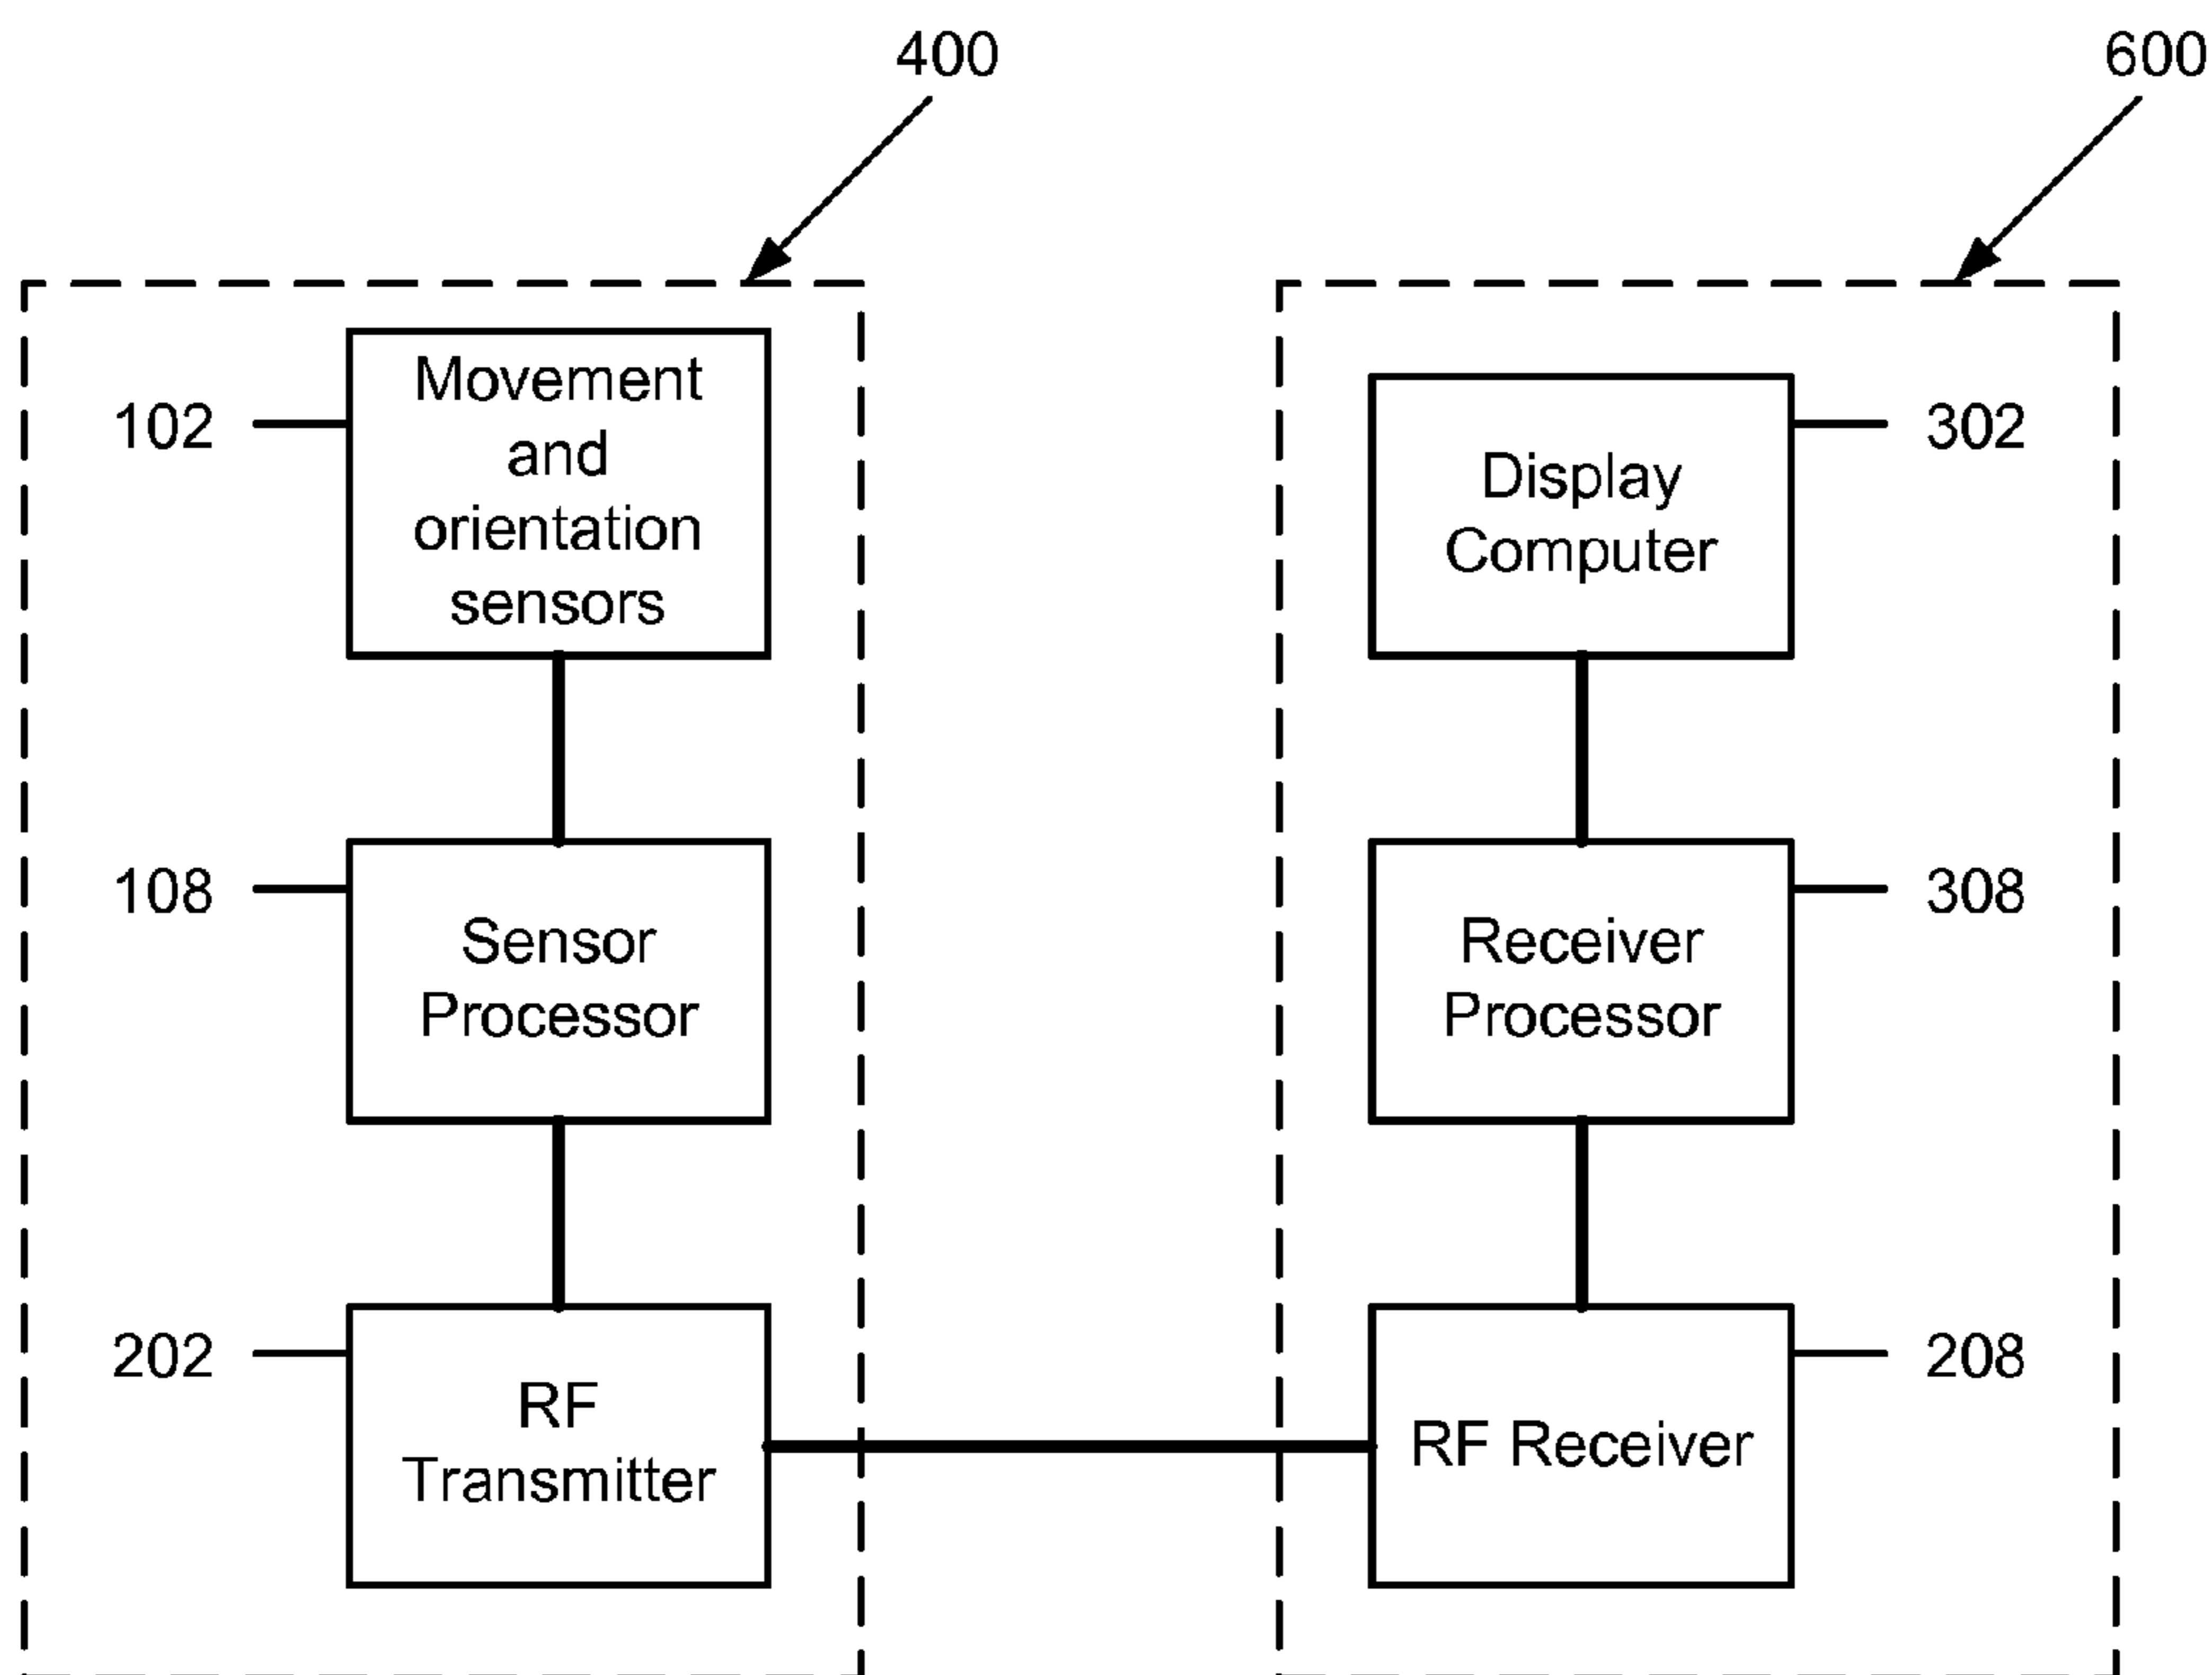 400
600
102
Movement
and
orientation
sensors
Display
Computer
302
108
Sensor
Processor
Receiver
Processor
308
202
RF
Transmitter
RF Receiver
208